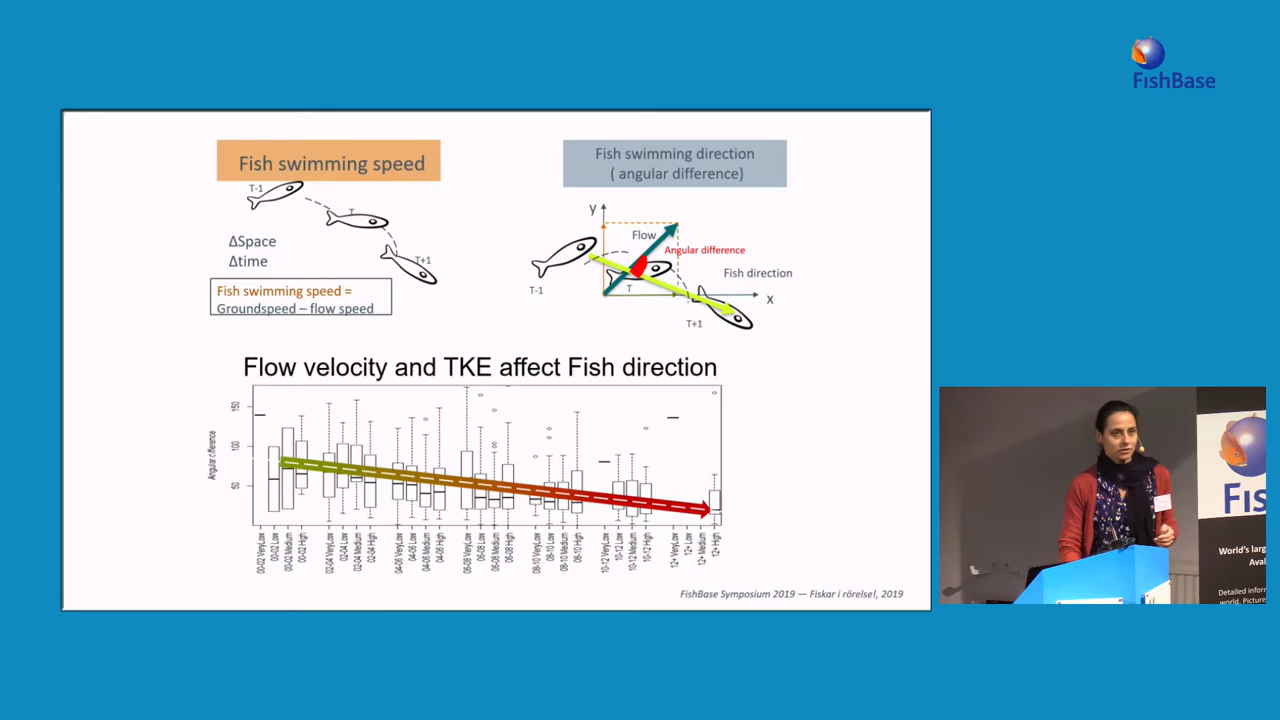 FishBase
Fish swimming speed
T-1
T
T+1
ΔSpace
Δtime
Fish swimming speed =
Groundspeed – flow speed
Fish swimming direction
( angular difference)
y
Flow
Angular difference
Fish direction
T-1
T
x
T+1
Flow velocity and TKE affect Fish direction
150
100
50
00-02 VeryLow
00-02 Low
00-02 Medium
00-02 High
02-04 VeryLow
02-04 Low
02-04 Medium
02-04 High
04-06 VeryLow
04-06 Low
04-06 Medium
04-06 High
06-08 VeryLow
06-08 Low
06-08 Medium
06-08 High
08-10 VeryLow
08-10 Low
08-10 Medium
08-10 High
10-12 VeryLow
10-12 Low
10-12 Medium
10-12 High
12+ VeryLow
12+ Low
12+ Medium
12+ High
FishBase Symposium 2019 — Fiskar i rörelse!, 2019
Fis
World's larg
Avai
Detailed inform
world. Picture